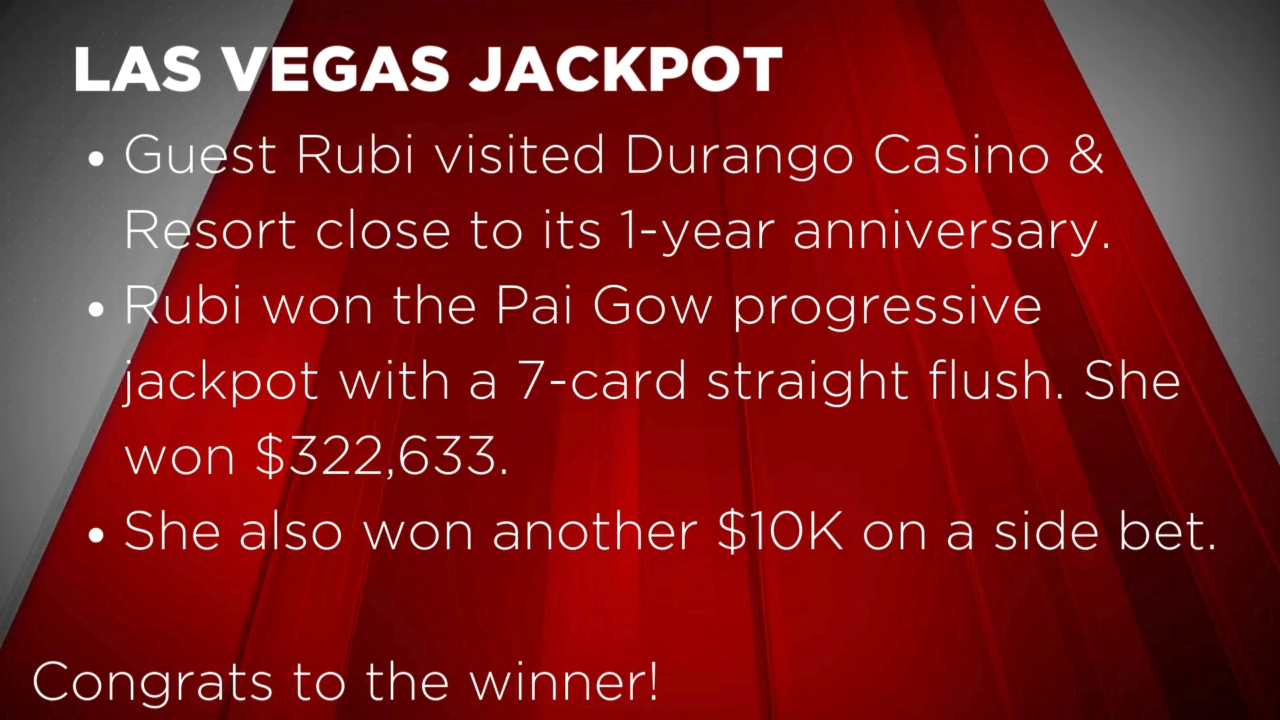 LAS VEGAS JACKPOT
• Guest Rubi visited Durango Casino &
Resort close to its 1-year anniversary.
• Rubi won the Pai Gow progressive
jackpot with a 7-card straight flush. She
won $322,633.
• She also won another $10K on a side bet.
Congrats to the winner!